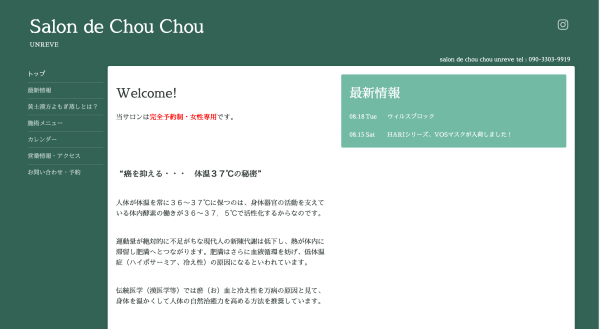 Salon de Chou Chou
UNREVE
salon de chou chou unreve tel : 090-3303-9919
トップ
最新情報
黄土漢方よもぎ蒸しとは？
施術メニュー
カレンダー
営業情報・アクセス
お問い合わせ・予約
Welcome!
当サロンは完全予約制・女性専用です。
“癌を抑える・・・　体温３７℃の秘密”
人体が体温を常に３６～３７℃に保つのは、身体器官の活動を支えて
いる体内酵素の働きが３６～３７．５℃で活性化するからなのです。
運動量が絶対的に不足がちな現代人の新陳代謝は低下し、熱が体内に
滞留し肥満へとつながります。肥満はさらに血液循環を妨げ、低体温
症（ハイポサーミア、冷え性）の原因になるといわれています。
伝統医学（漢医学等）では瘀（お）血と冷え性を万病の原因と見て、
身体を温かくして人体の自然治癒力を高める方法を推奨しています。
最新情報
08.18 Tue　ウィルスブロック
08.15 Sat　HARIシリーズ、VOSマスクが入荷しました！